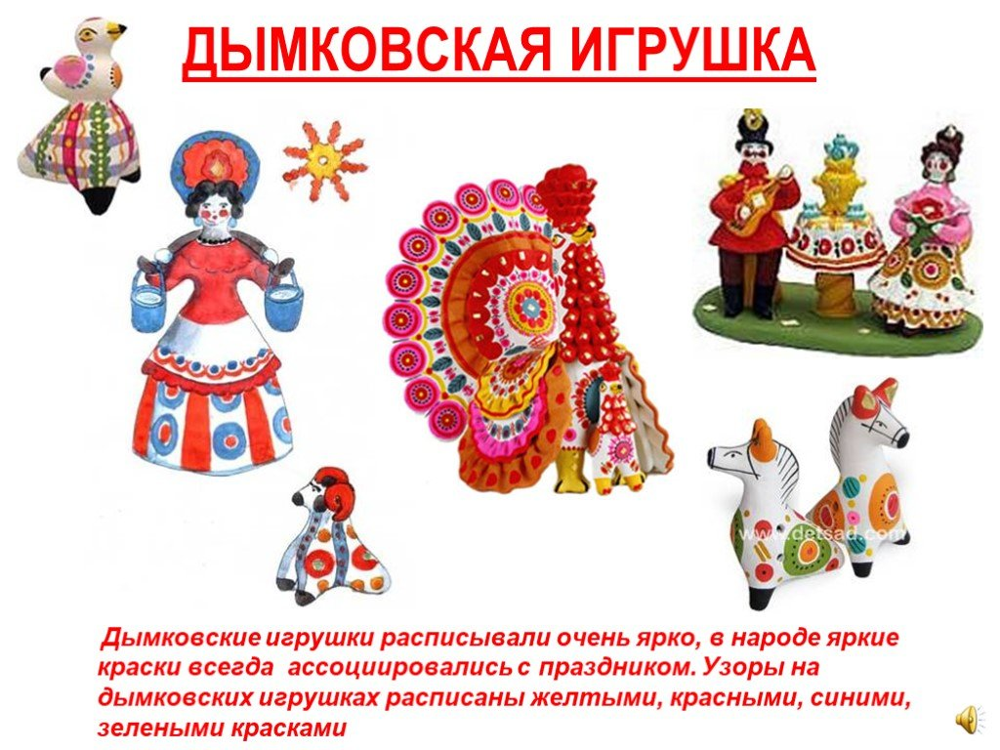 ДЫМКОВСКАЯ ИГРУШКА
www.detsad.com
Дымковские игрушки расписывали очень ярко, в народе яркие
краски всегда ассоциировались с праздником. Узоры на
дымковских игрушках расписаны желтыми, красными, синими,
зелеными красками